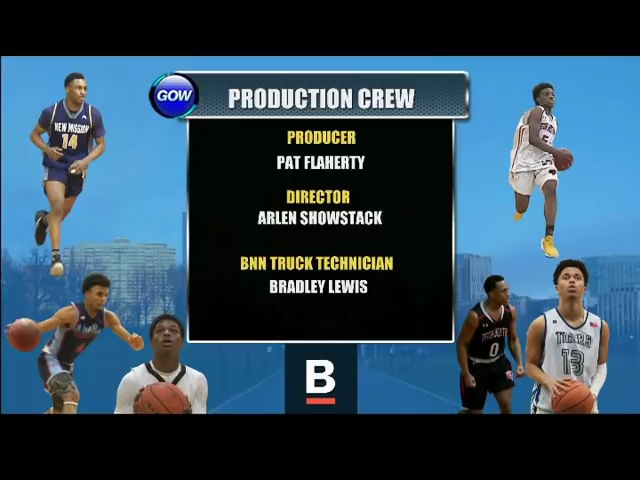 GOW
PRODUCTION CREW
PRODUCER
PAT FLAHERTY
DIRECTOR
ARLEN SHOWSTACK
BNN TRUCK TECHNICIAN
BRADLEY LEWIS
NEW MISSION
14
0
TIGERS
13
B